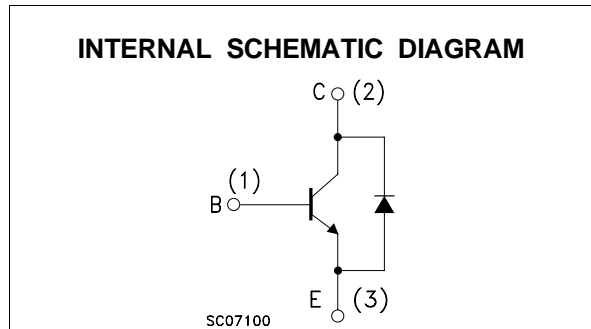 INTERNAL SCHEMATIC DIAGRAM
C (2)
(1)
B
E (3)
SC07100